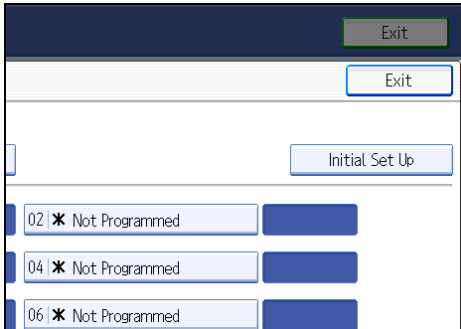 Exit
Exit
Initial Set Up
02 * Not Programmed
04 * Not Programmed
06 * Not Programmed